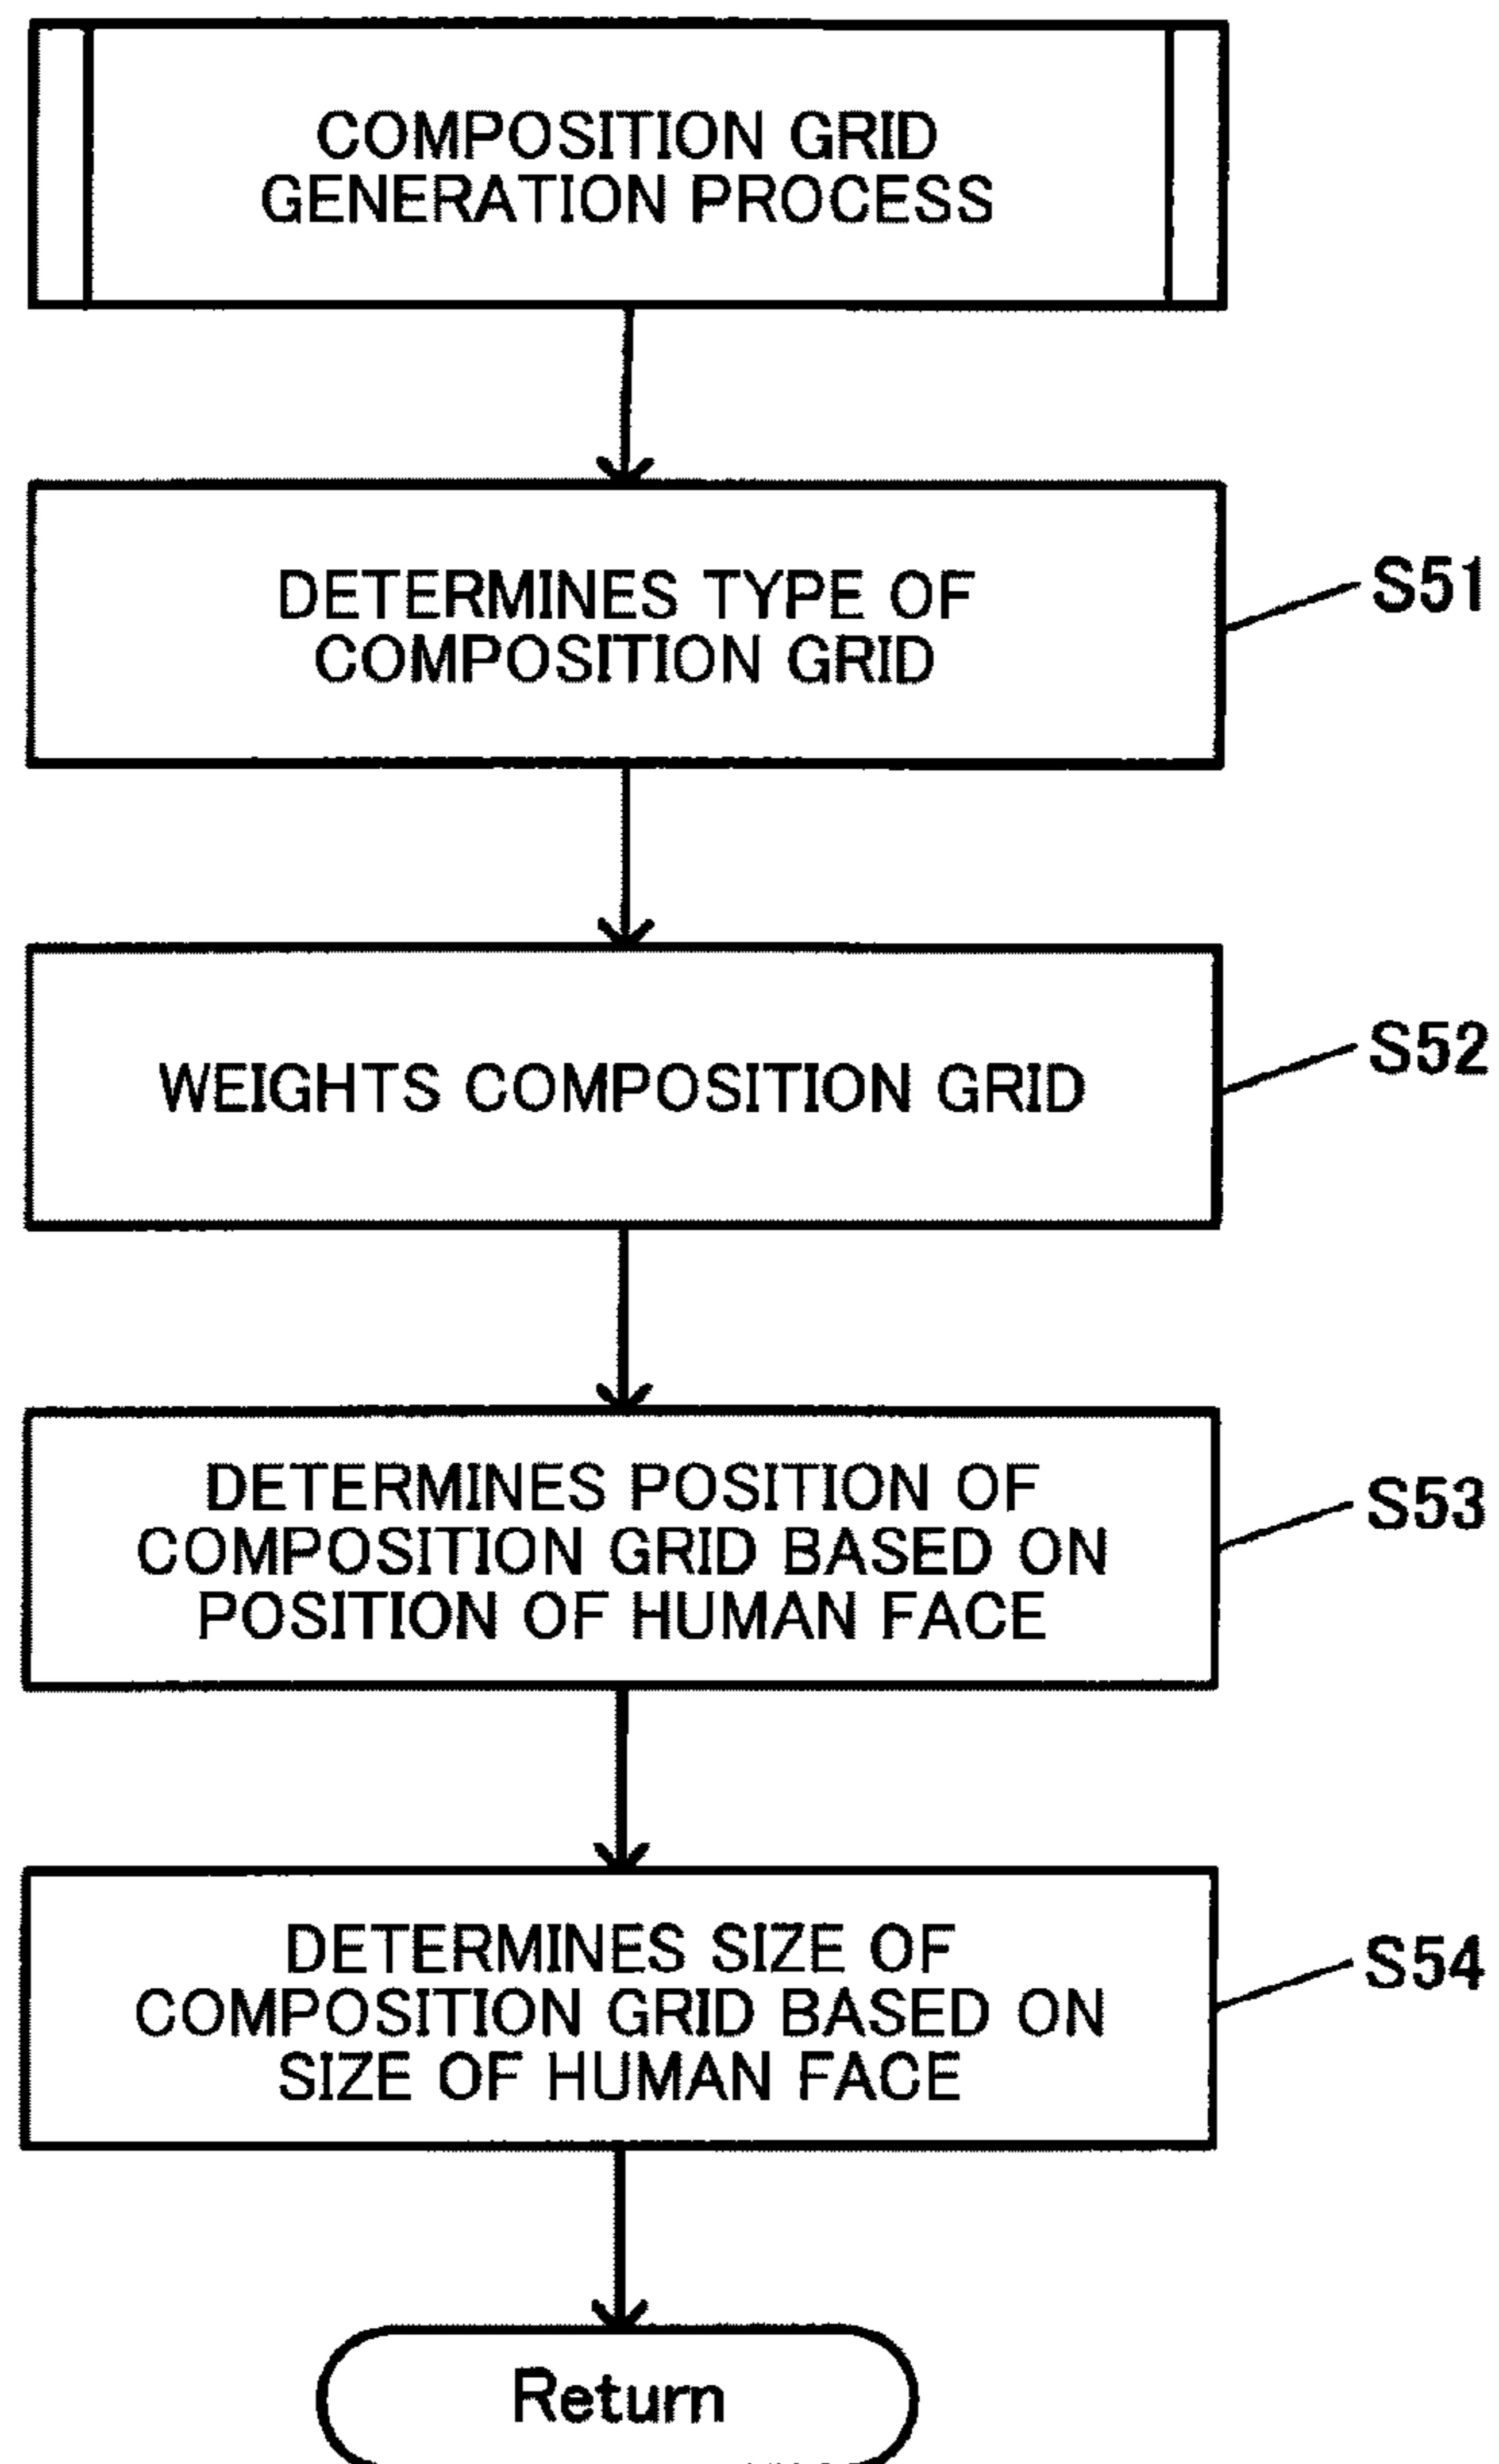 COMPOSITION GRID
GENERATION PROCESS
DETERMINES TYPE OF
COMPOSITION GRID
S51
WEIGHTS COMPOSITION GRID
S52
DETERMINES POSITION OF
COMPOSITION GRID BASED ON
POSITION OF HUMAN FACE
S53
DETERMINES SIZE OF
COMPOSITION GRID BASED ON
SIZE OF HUMAN FACE
S54
Return